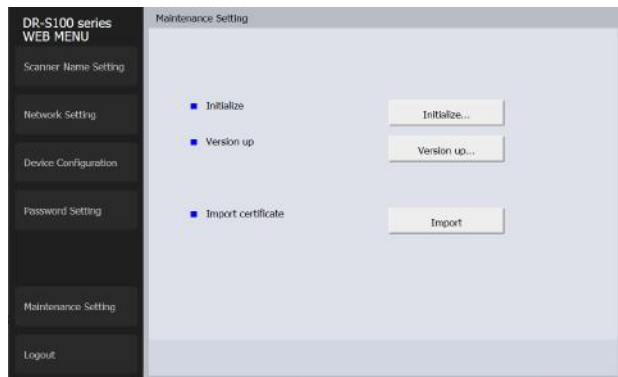 DR-S100 series
WEB MENU
Scanner Name Setting
Network Setting
Device Configuration
Password Setting
Maintenance Setting
Logout
Maintenance Setting
Initialize
Initialize...
Version up
Version up...
Import certificate
Import